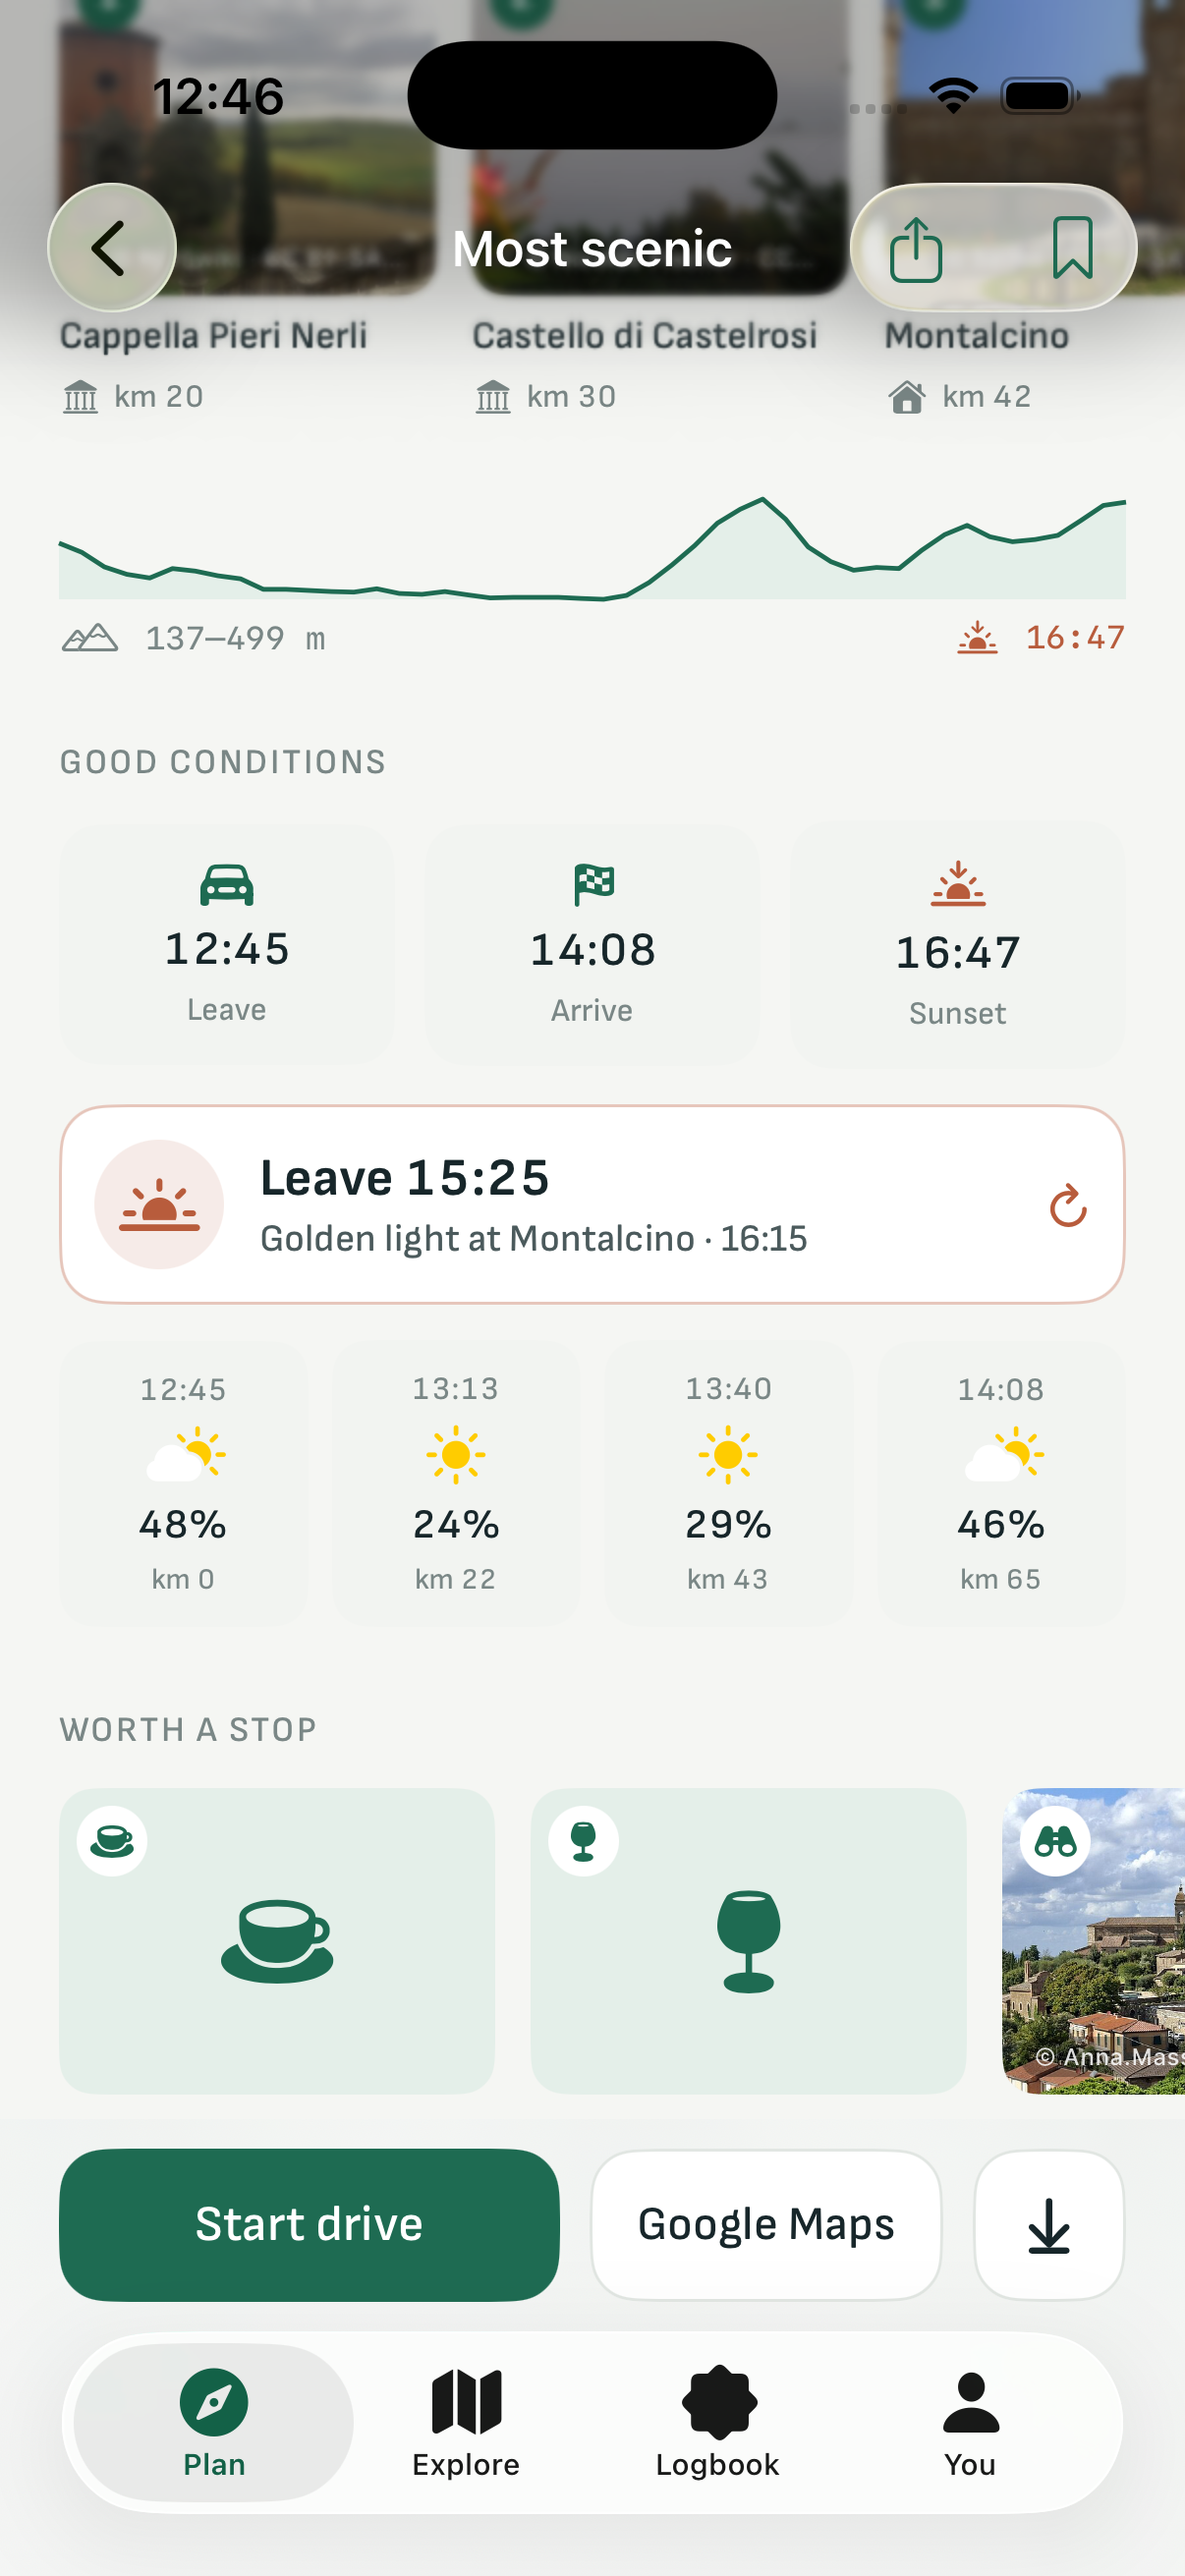 12:46
Most scenic
Cappella Pieri Nerli
Castello di Castelrosi
Montalcino
km 20
km 30
km 42
137–499 m
16:47
GOOD CONDITIONS
12:45
14:08
16:47
Leave
Arrive
Sunset
Leave 15:25
Golden light at Montalcino · 16:15
12:45
13:13
13:40
14:08
48%
24%
29%
46%
km 0
km 22
km 43
km 65
WORTH A STOP
© Anna.Mass
Start drive
Google Maps
Plan
Explore
Logbook
You